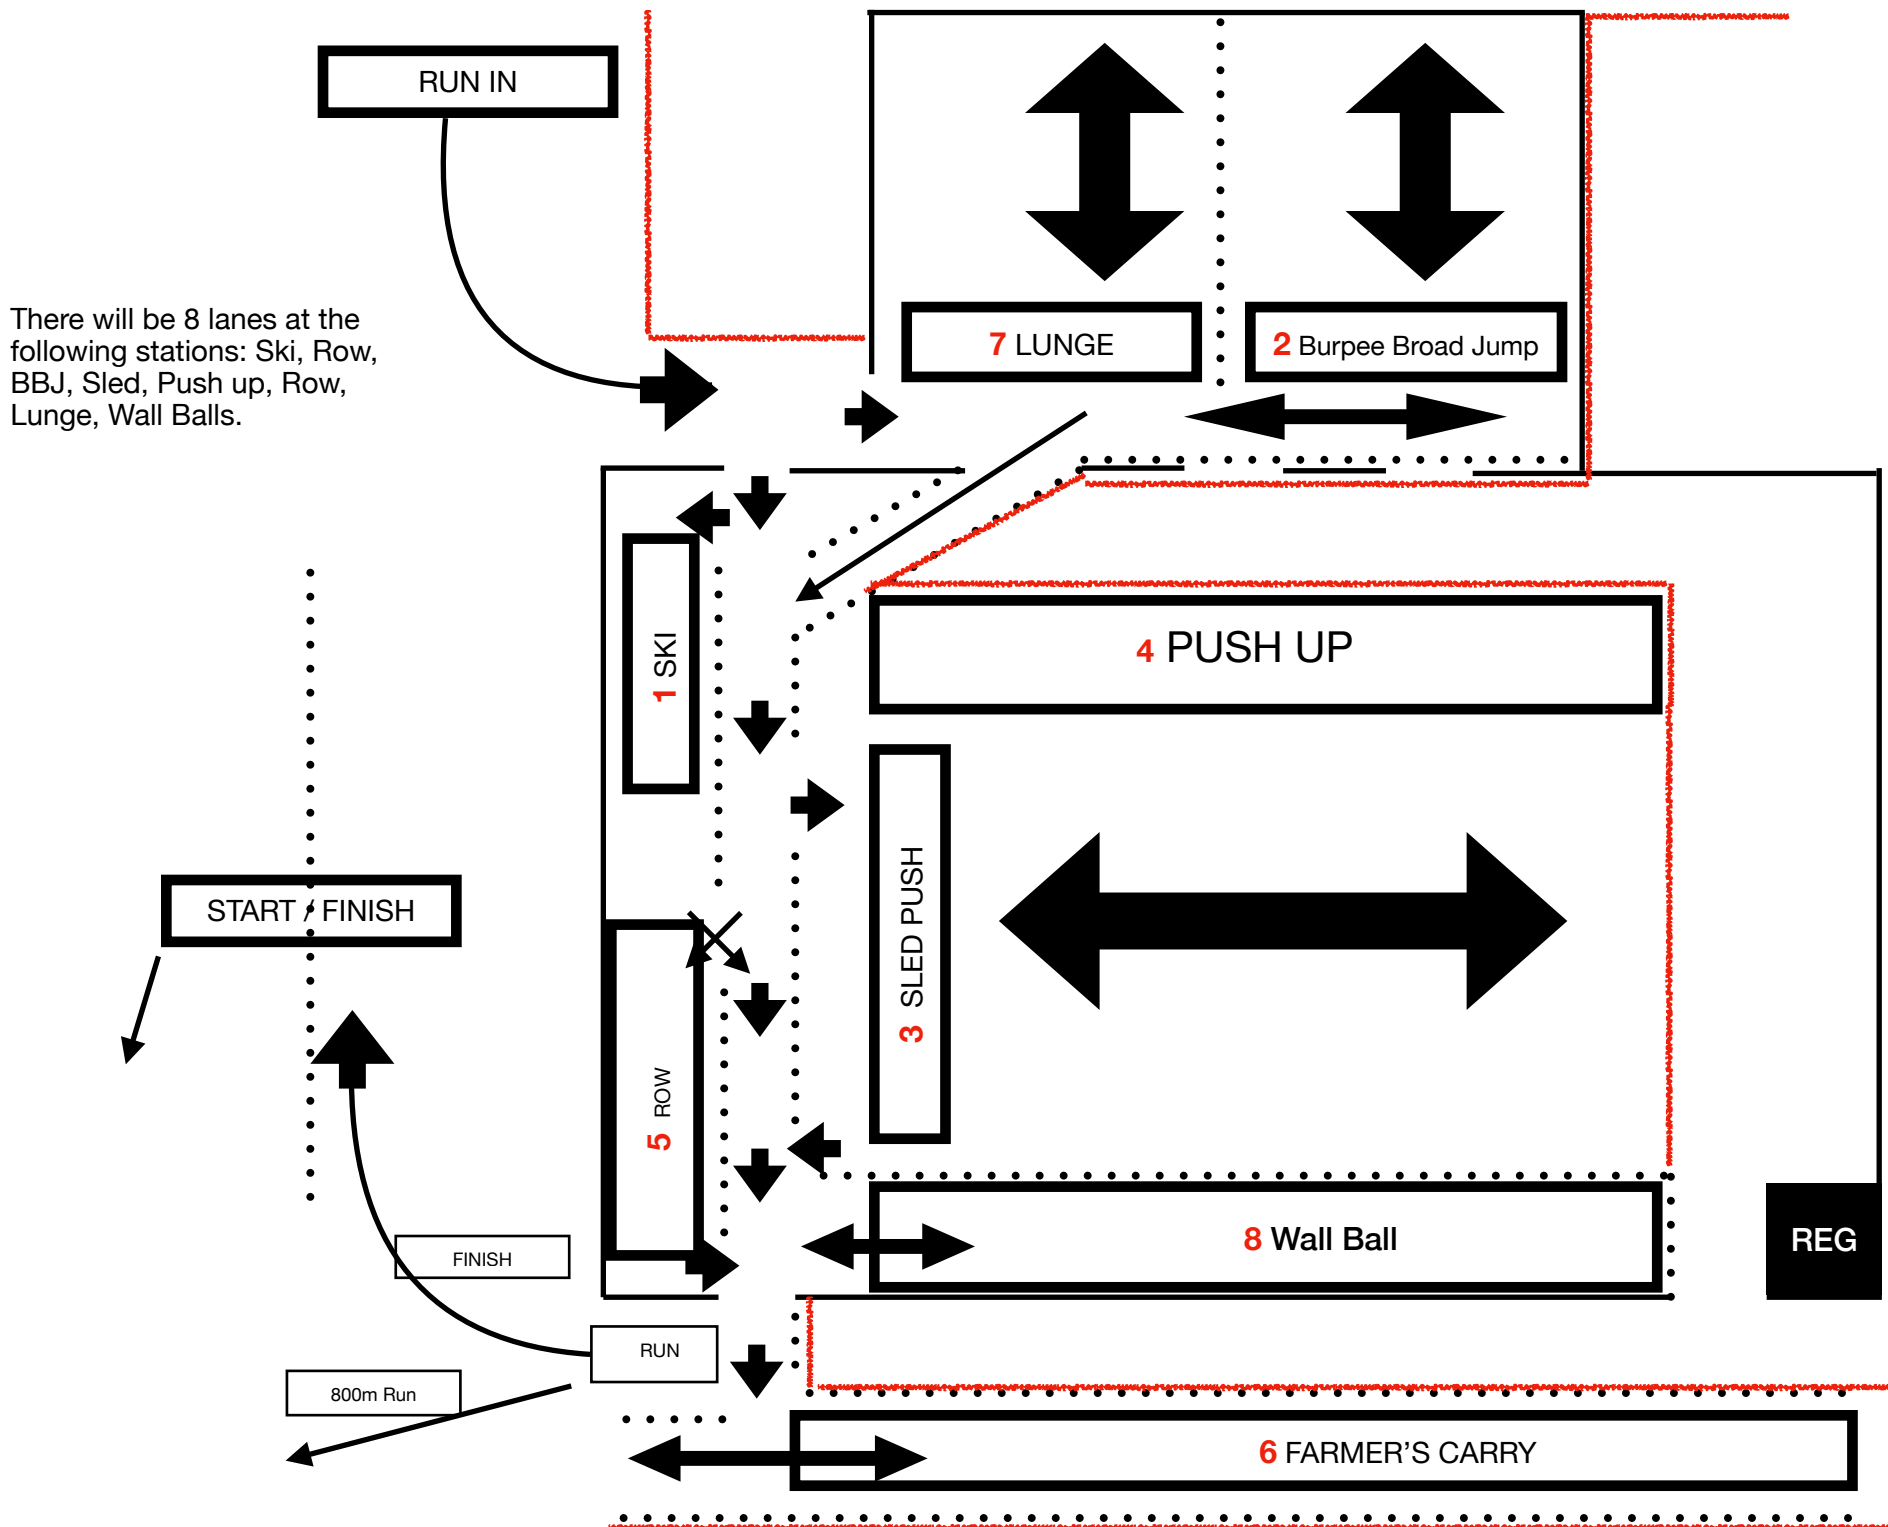 RUN IN
There will be 8 lanes at the
following stations: Ski, Row,
BBJ, Sled, Push up, Row,
Lunge, Wall Balls.
7 LUNGE
2 Burpee Broad Jump
1 SKI
4 PUSH UP
3 SLED PUSH
START / FINISH
5 ROW
8 Wall Ball
REG
FINISH
RUN
800m Run
6 FARMER'S CARRY